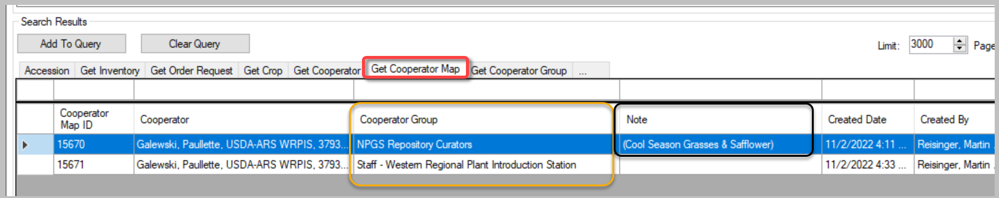 Search Results
Add To Query Clear Query Limit: 3000 Page
Accession Get Inventory Get Order Request Get Crop Get Cooperator Get Cooperator Map Get Cooperator Group ...
Cooperator Map ID Cooperator Cooperator Group Note Created Date Created By
15670 Galewski, Paullette, USDA-ARS WRPIS, 3793... NPGS Repository Curators (Cool Season Grasses & Safflower) 11/2/2022 4:11 ... Reisinger, Martin
15671 Galewski, Paullette, USDA-ARS WRPIS, 3793... Staff - Western Regional Plant Introduction Station 11/2/2022 4:33 ... Reisinger, Martin